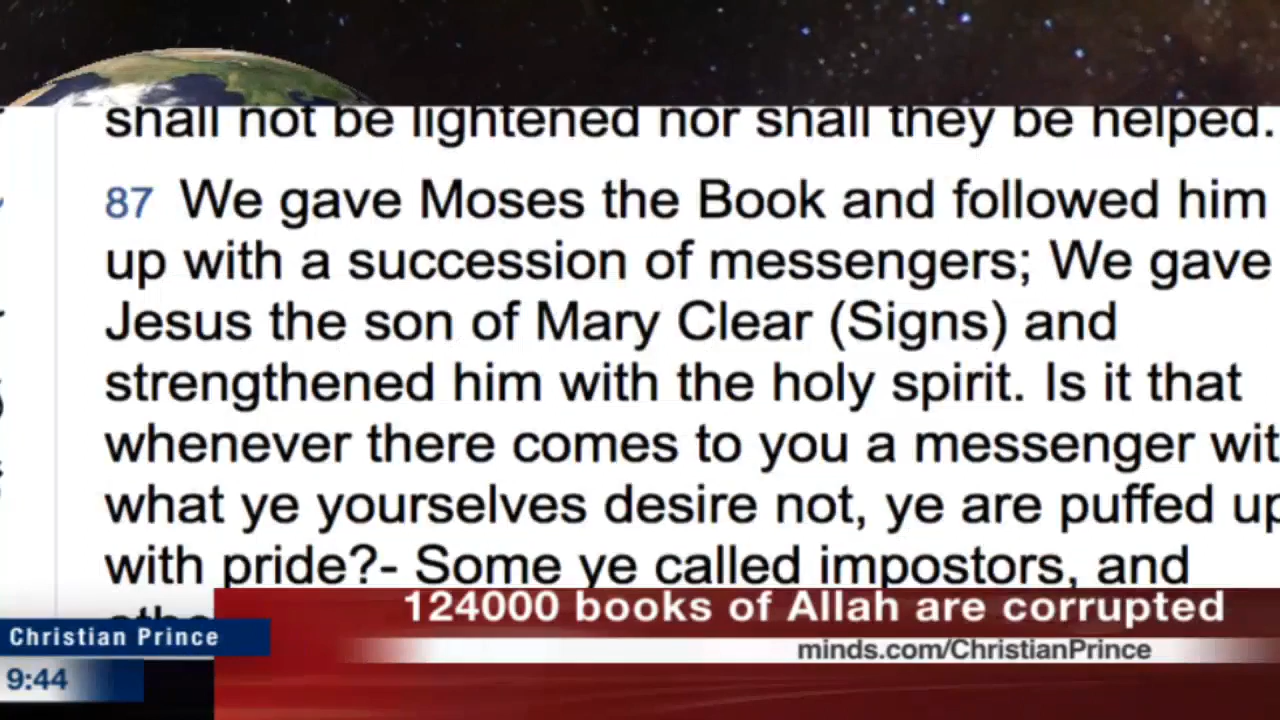 shall not be lightened nor shall they be helped.
87 We gave Moses the Book and followed him
up with a succession of messengers; We gave
Jesus the son of Mary Clear (Signs) and
strengthened him with the holy spirit. Is it that
whenever there comes to you a messenger wit
what ye yourselves desire not, ye are puffed up
with pride?- Some ye called impostors, and
124000 books of Allah are corrupted
Christian Prince
minds.com/ChristianPrince
9:44